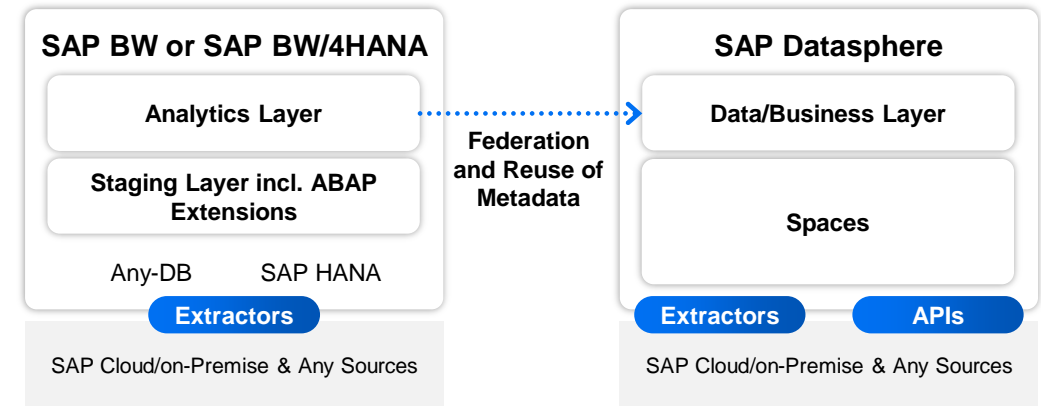 SAP BW or SAP BW/4HANA
Analytics Layer
Staging Layer incl. ABAP
Extensions
Any-DB
SAP HANA
Extractors
SAP Cloud/on-Premise & Any Sources
Federation
and Reuse of
Metadata
SAP Datasphere
Data/Business Layer
Spaces
Extractors
APIs
SAP Cloud/on-Premise & Any Sources